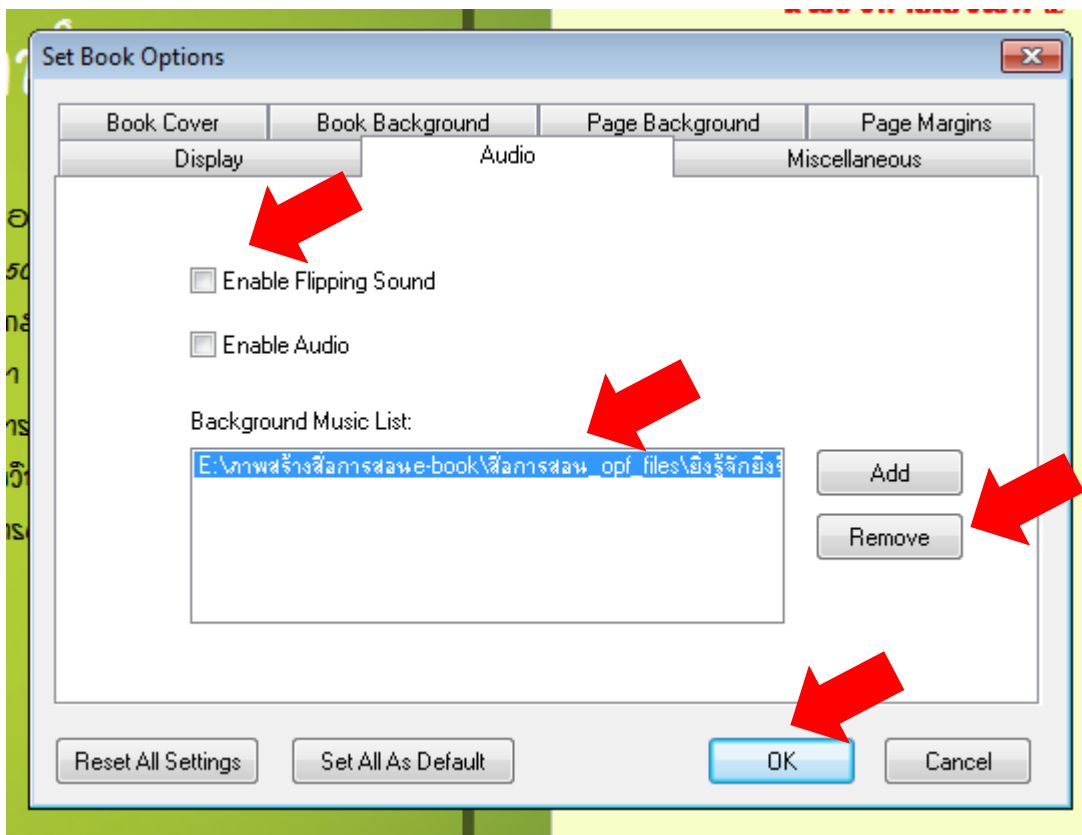 Set Book Options
Book Cover Book Background Page Background Page Margins
Display Audio Miscellaneous
Enable Flipping Sound
Enable Audio
Background Music List:
E:\ภาพสร้างสื่อการสอนe-book\สื่อการสอน_opf_files\ยิ่งรู้จักยิ่ง
Add
Remove
Reset All Settings Set All As Default OK Cancel